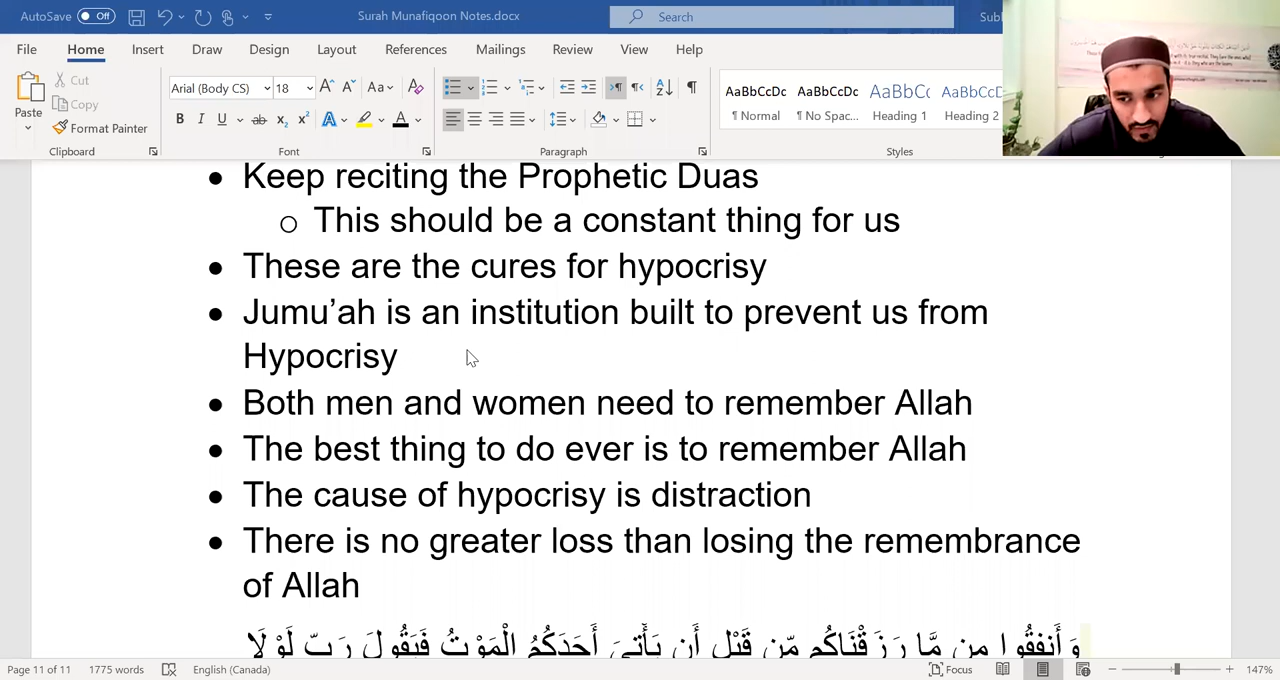 AutoSave Off Surah Munafiqoon Notes.docx Search
File Home Insert Draw Design Layout References Mailings Review View Help
Cut
Copy
Paste
Format Painter
Arial (Body CS) 18
AaBbCcDc AaBbCcDc AaBbC AaBbCcD
¶ Normal ¶ No Spac... Heading 1 Heading 2
Clipboard Font Paragraph Styles
• Keep reciting the Prophetic Duas
o This should be a constant thing for us
• These are the cures for hypocrisy
• Jumu’ah is an institution built to prevent us from
Hypocrisy
• Both men and women need to remember Allah
• The best thing to do ever is to remember Allah
• The cause of hypocrisy is distraction
• There is no greater loss than losing the remembrance
of Allah
وَأَنفِقُوا مِن مَّا رَزَقْنَاكُم مِّن قَبْلِ أَن يَأْتِيَ أَحَدَكُمُ الْمَوْتُ فَيَقُولَ رَبِّ لَوْلَا
Page 11 of 11 1775 words English (Canada) Focus 147%